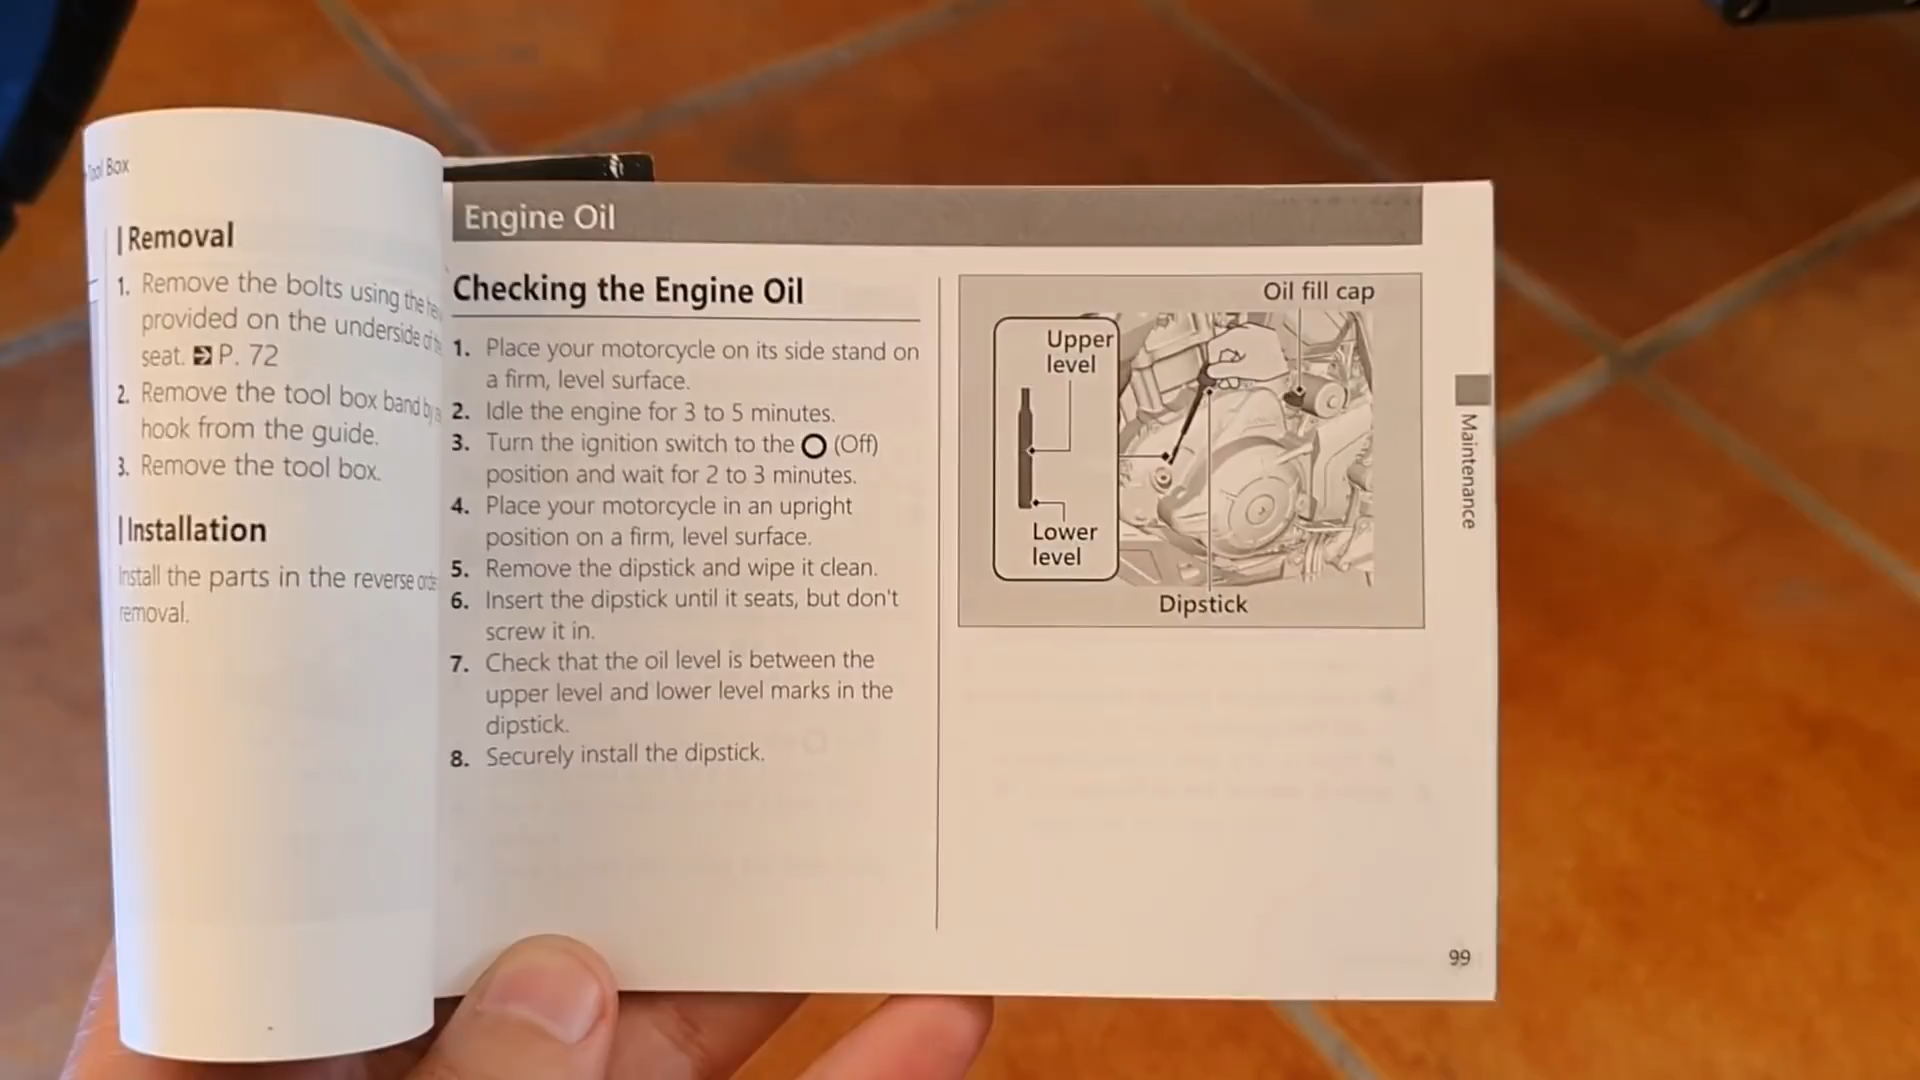 Tool Box
Removal
1. Remove the bolts using the
provided on the underside of
seat. P. 72
2. Remove the tool box band by
hook from the guide.
3. Remove the tool box.
Installation
Install the parts in the reverse
removal.
Engine Oil
Checking the Engine Oil
1. Place your motorcycle on its side stand on
a firm, level surface.
2. Idle the engine for 3 to 5 minutes.
3. Turn the ignition switch to the O (Off)
position and wait for 2 to 3 minutes.
4. Place your motorcycle in an upright
position on a firm, level surface.
5. Remove the dipstick and wipe it clean.
6. Insert the dipstick until it seats, but don't
screw it in.
7. Check that the oil level is between the
upper level and lower level marks in the
dipstick.
8. Securely install the dipstick.
Oil fill cap
Upper
level
Lower
level
Dipstick
Maintenance
99